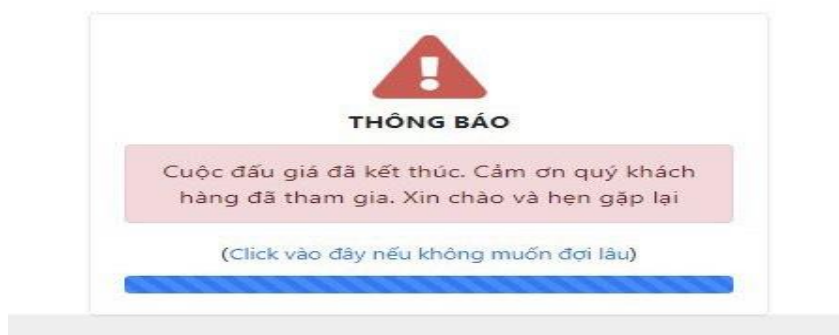 THÔNG BÁO
Cuộc đấu giá đã kết thúc. Cảm ơn quý khách
hàng đã tham gia. Xin chào và hẹn gặp lại
(Click vào đây nếu không muốn đợi lâu)